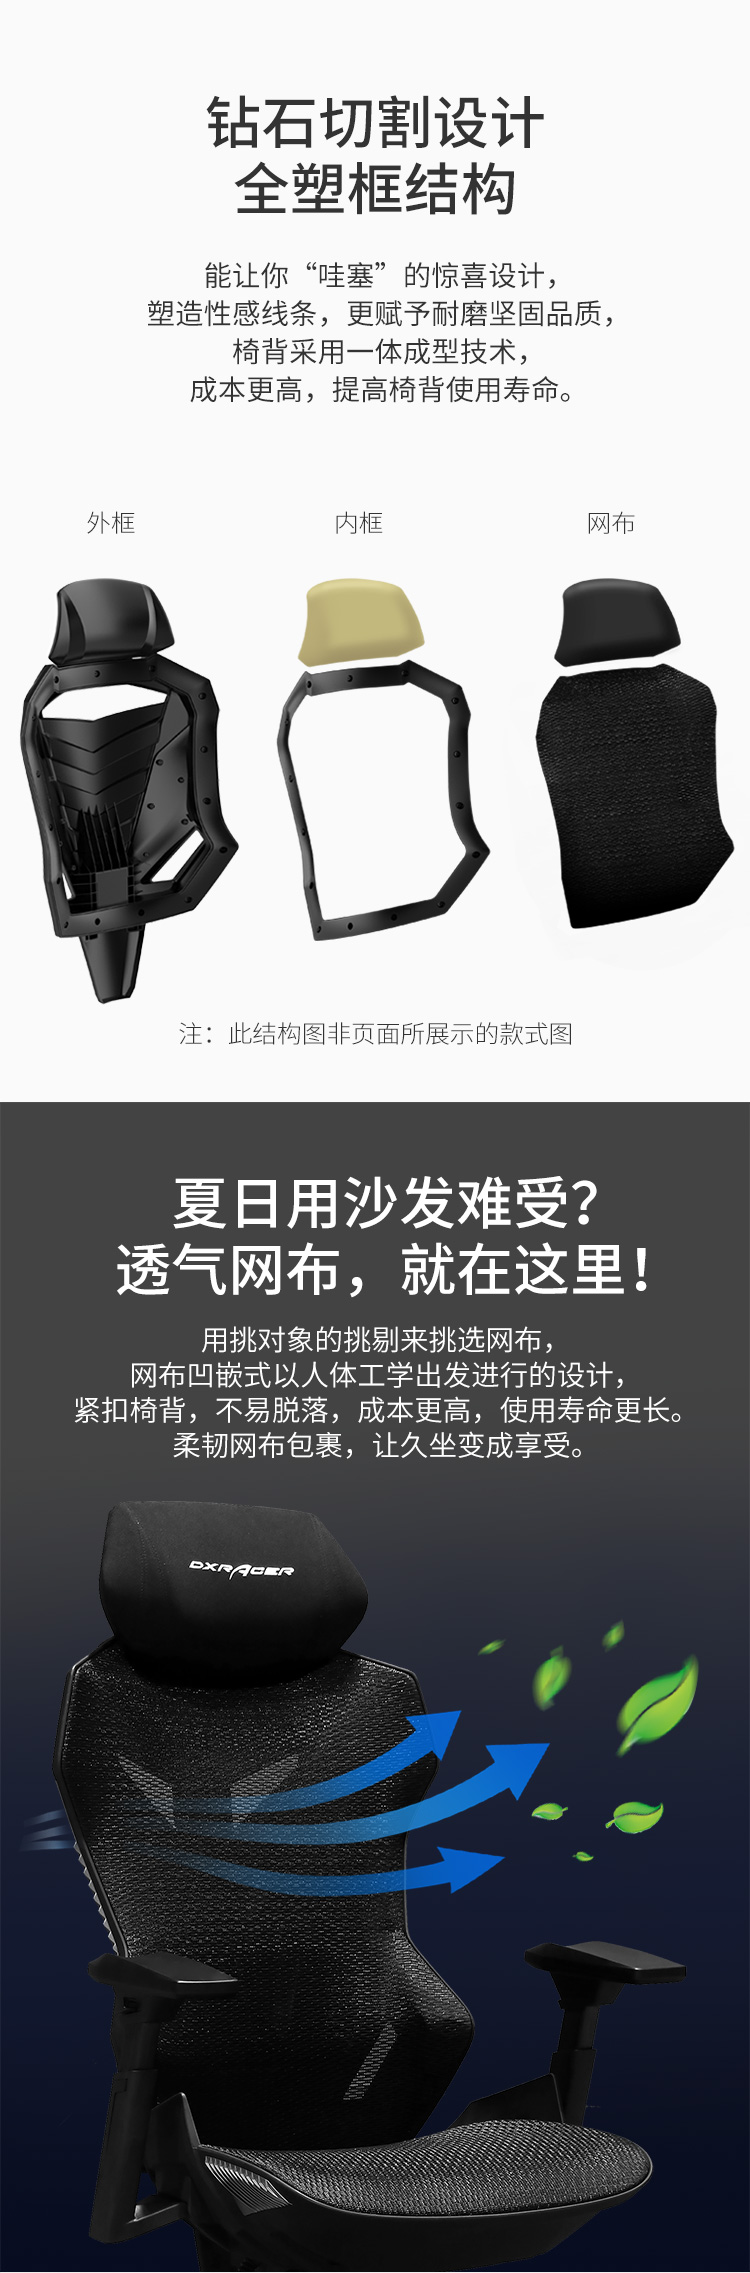 钻石切割设计
全塑框结构
能让你“哇塞”的惊喜设计，
塑造性感线条，更赋予耐磨坚固品质，
椅背采用一体成型技术，
成本更高，提高椅背使用寿命。
外框 内框 网布
注：此结构图非页面所展示的款式图
夏日用沙发难受？
透气网布，就在这里！
用挑对象的挑剔来挑选网布，
网布凹嵌式以人体工学出发进行的设计，
紧扣椅背，不易脱落，成本更高，使用寿命更长。
柔韧网布包裹，让久坐变成享受。
DXRACER